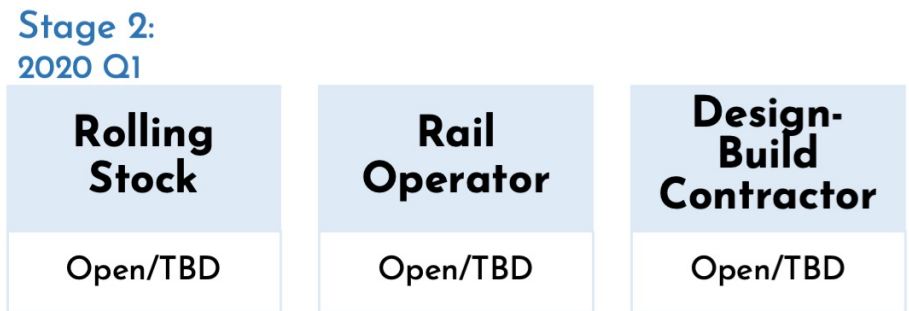 Stage 2:
2020 Q1
Rolling
Stock
Rail
Operator
Design-
Build
Contractor
Open/TBD
Open/TBD
Open/TBD